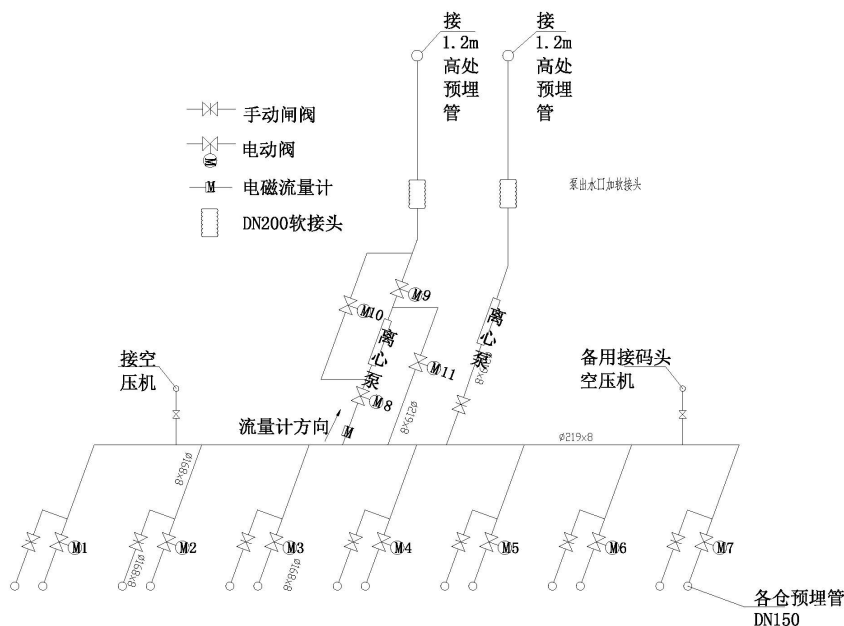 接
1.2m
高处
预埋
管
接
1.2m
高处
预埋
管
手动闸阀
M
电动阀
M
电磁流量计
DN200软接头
泵出水口加软接头
M9
M10
离心泵
离心泵
M11
M8
ø219×8
接空
压机
备用接码头
空压机
流量计方向
M
ø219x8
ø168×8
M1
M2
M3
M4
M5
M6
M7
ø168×8
ø168×8
各仓预埋管
DN150